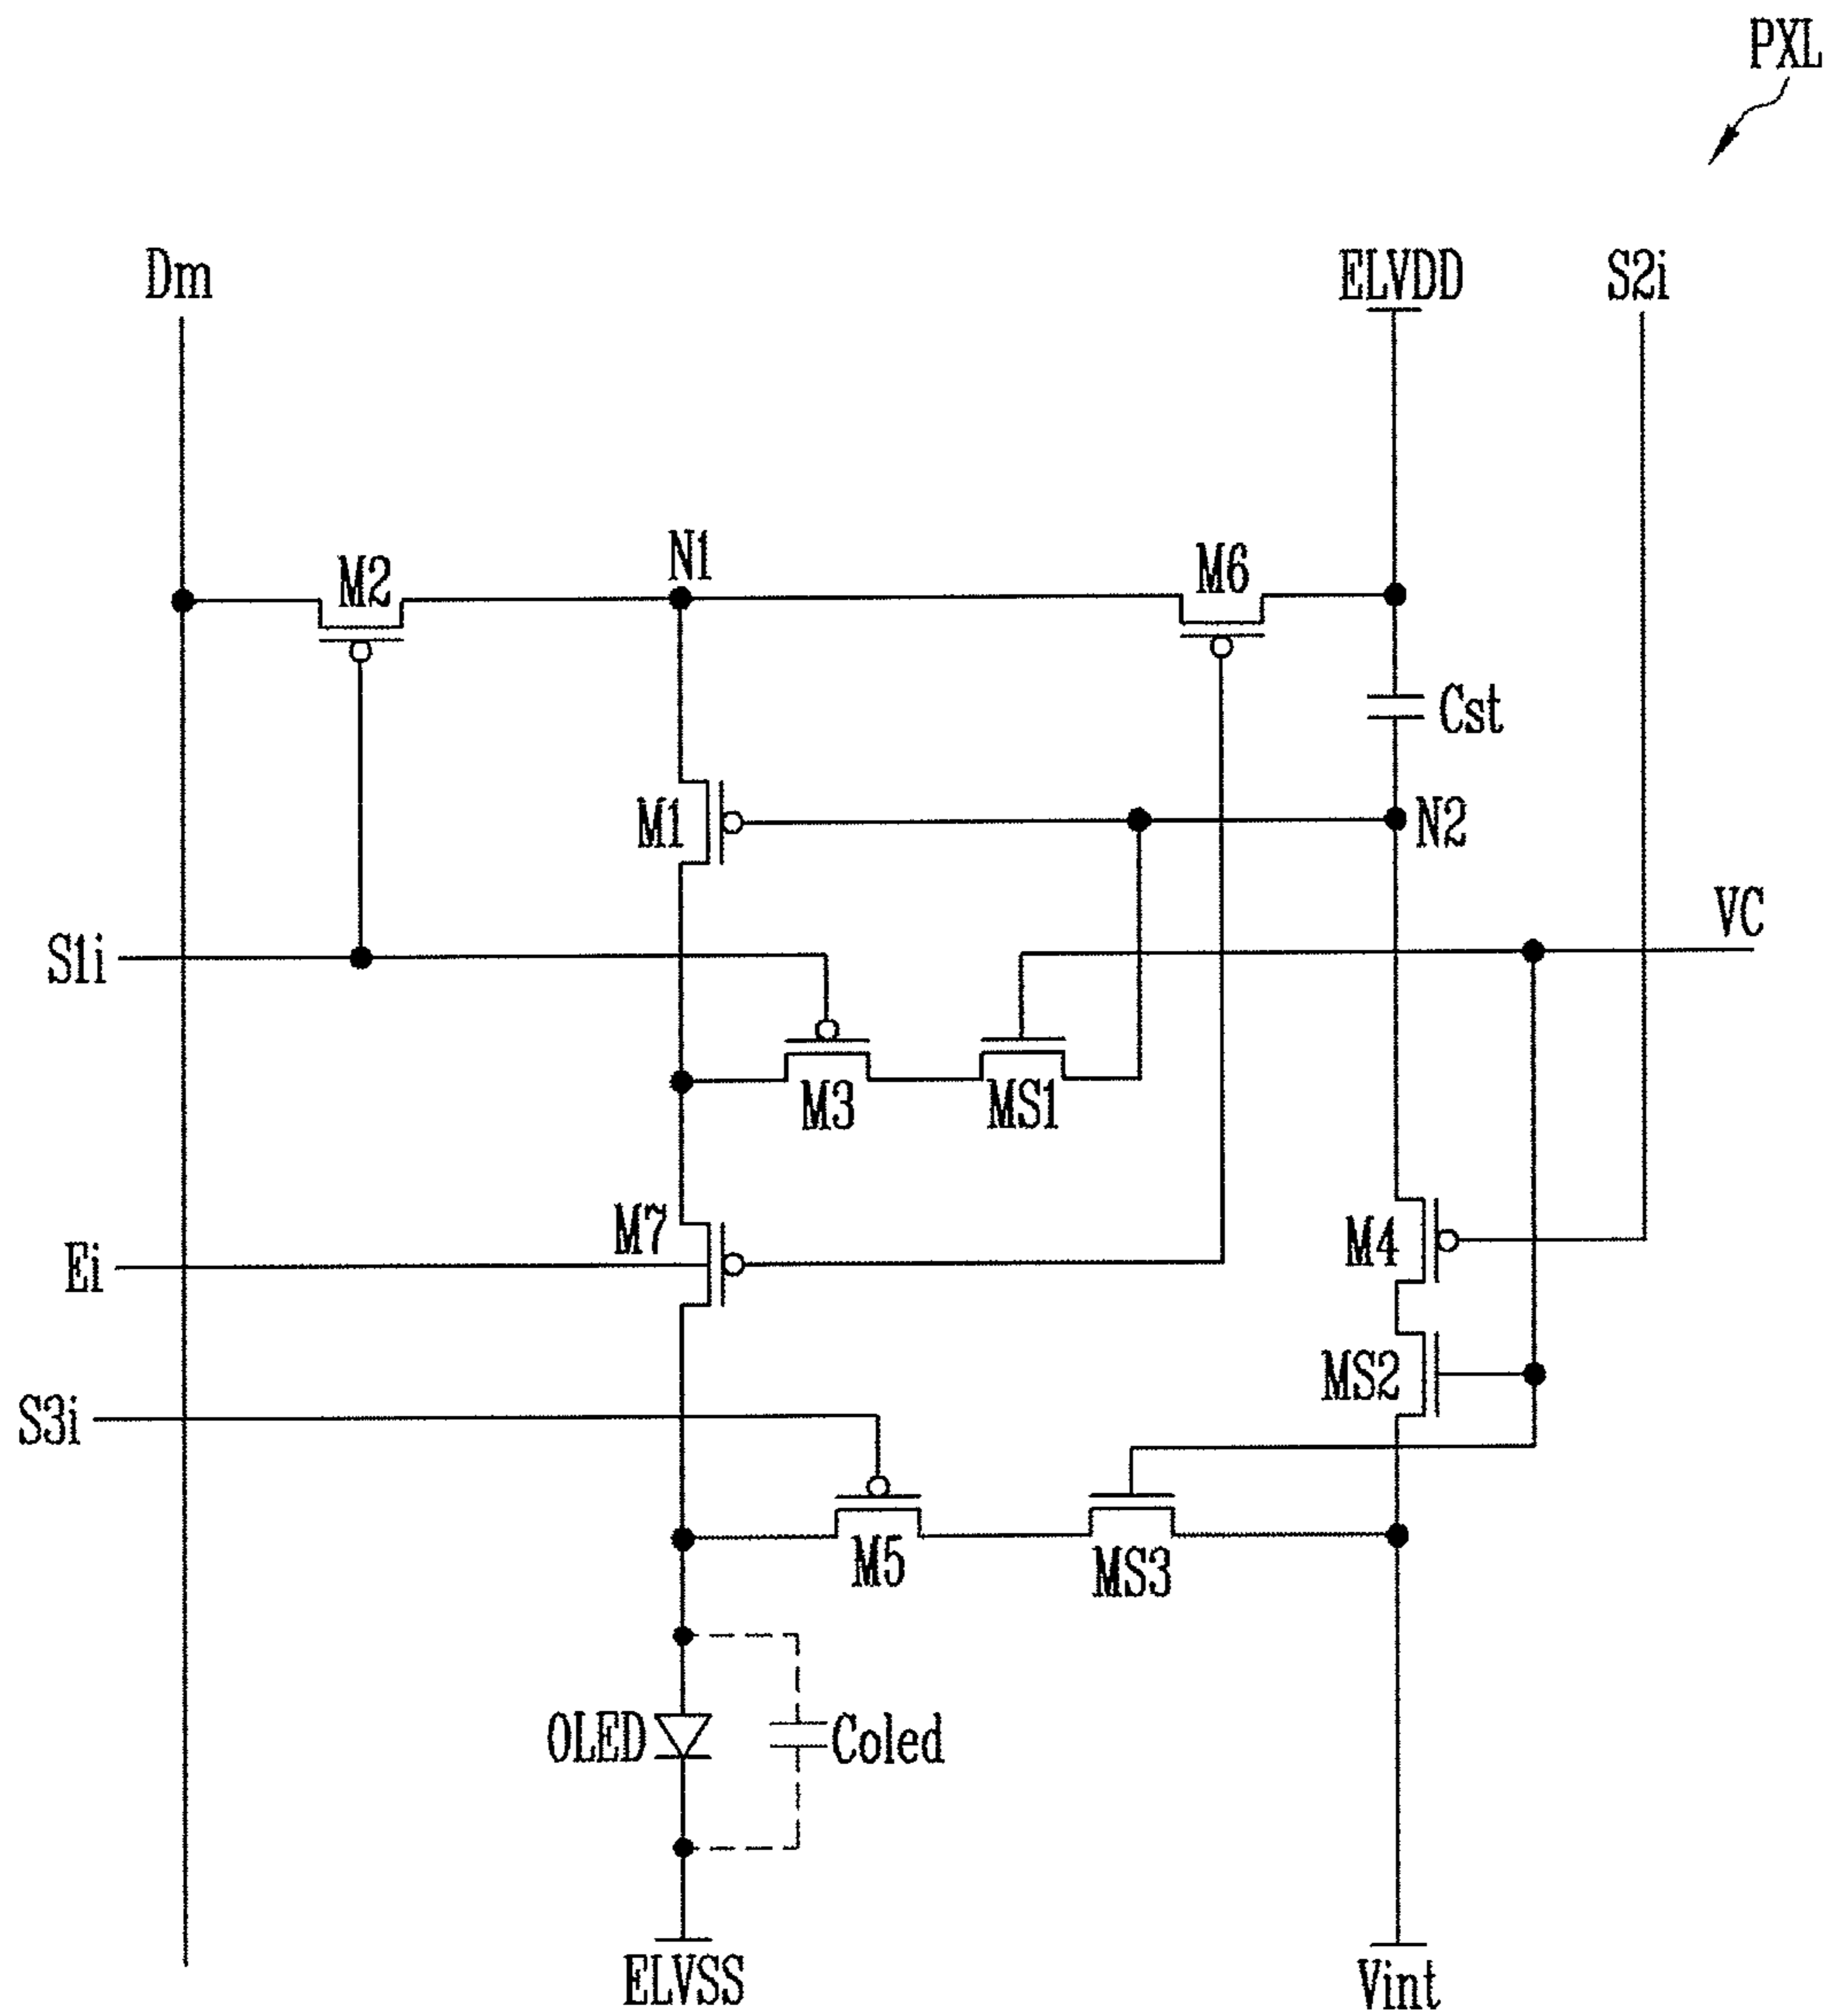 PXL
Dm
ELVDD
S2i
M2
N1
M6
Cst
M1
N2
VC
S1i
M3
MS1
M7
M4
Ei
MS2
S3i
M5
MS3
OLED
Coled
ELVSS
Vint